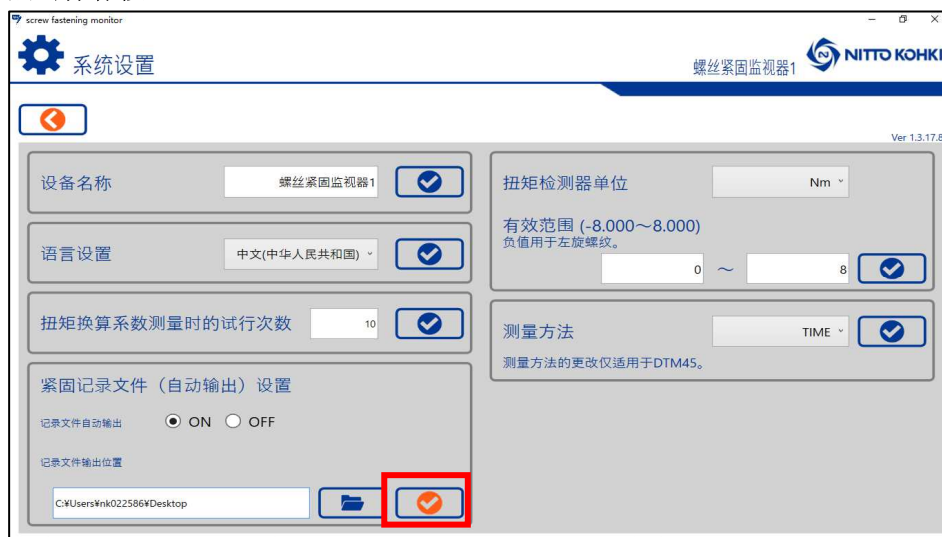 screw fastening monitor
系统设置
螺丝紧固监视器1
NITTO KOHKI
Ver 1.3.17.8
设备名称
螺丝紧固监视器1
语言设置
中文(中华人民共和国)
扭矩换算系数测量时的试行次数
10
紧固记录文件（自动输出）设置
记录文件自动输出
ON
OFF
记录文件输出位置
C:¥Users¥nk022586¥Desktop
扭矩检测器单位
Nm
有效范围 (-8.000～8.000)
负值用于左旋螺纹。
0 ～ 8
测量方法
TIME
测量方法的更改仅适用于DTM45。